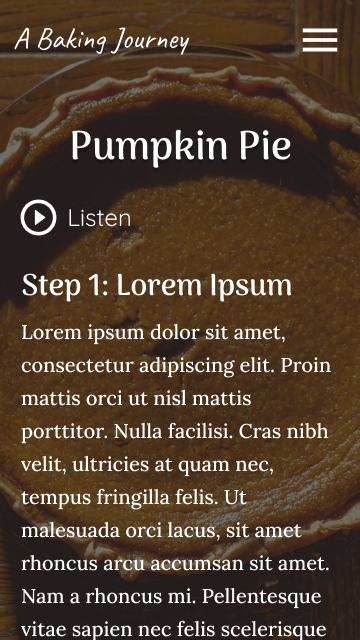 A Baking Journey
Pumpkin Pie
Listen
Step 1: Lorem Ipsum
Lorem ipsum dolor sit amet,
consectetur adipiscing elit. Proin
mattis orci ut nisl mattis
porttitor. Nulla facilisi. Cras nibh
velit, ultricies at quam nec,
tempus fringilla felis. Ut
malesuada orci lacus, sit amet
rhoncus arcu accumsan sit amet.
Nam a rhoncus mi. Pellentesque
vitae sapien nec felis scelerisque